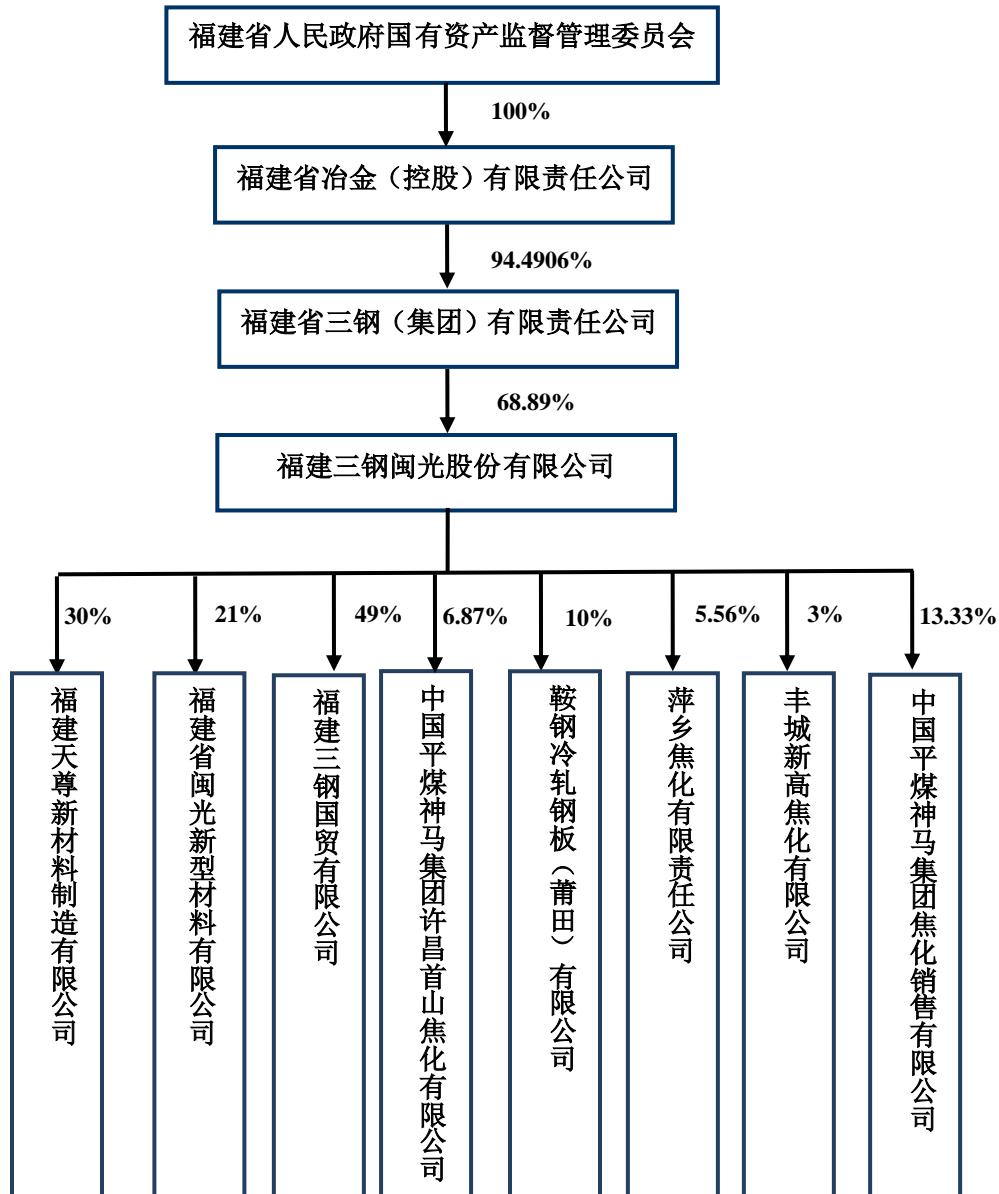 福建省人民政府国有资产监督管理委员会
100%
福建省冶金（控股）有限责任公司
94.4906%
福建省三钢（集团）有限责任公司
68.89%
福建三钢闽光股份有限公司
30%
21%
49%
6.87%
10%
5.56%
3%
13.33%
福建天尊新材料制造有限公司
福建省闽光新型材料有限公司
福建三钢国贸有限公司
中国平煤神马集团许昌首山焦化有限公司
鞍钢冷轧钢板（莆田）有限公司
萍乡焦化有限责任公司
丰城新高焦化有限公司
中国平煤神马集团焦化销售有限公司